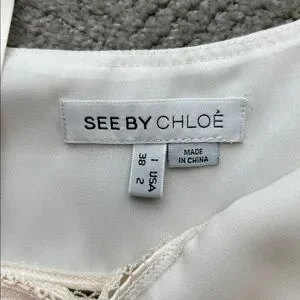 SEE BY CHLOÉ
MADE
IN CHINA
I USA
38 2